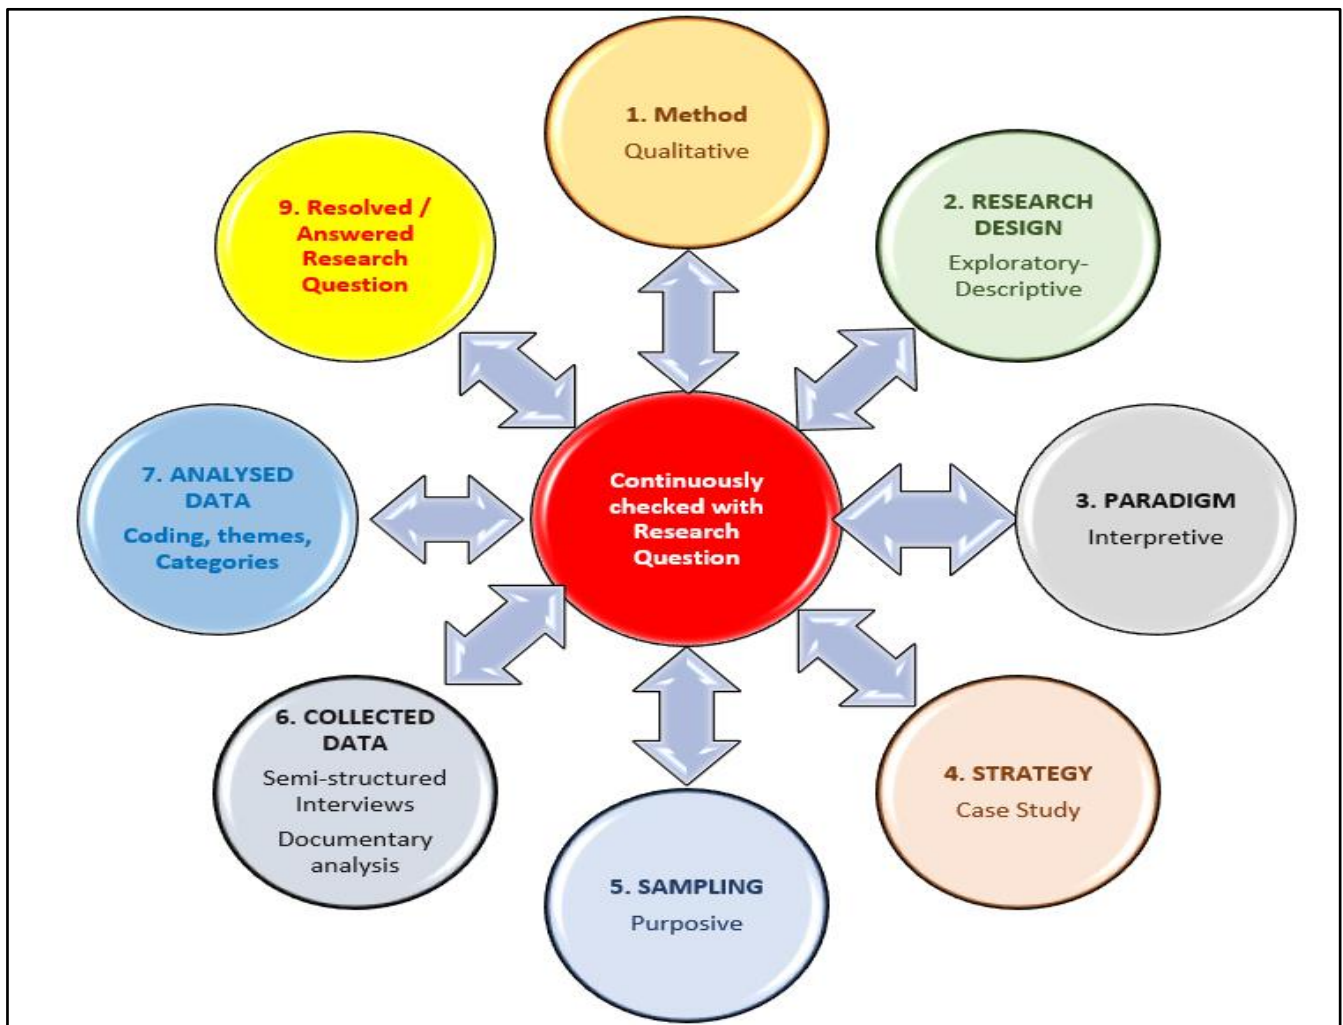 1. Method
Qualitative
2. RESEARCH
DESIGN
Exploratory-
Descriptive
3. PARADIGM
Interpretive
4. STRATEGY
Case Study
5. SAMPLING
Purposive
6. COLLECTED
DATA
Semi-structured
Interviews
Documentary
analysis
7. ANALYSED
DATA
Coding, themes,
Categories
9. Resolved /
Answered
Research
Question
Continuously
checked with
Research
Question